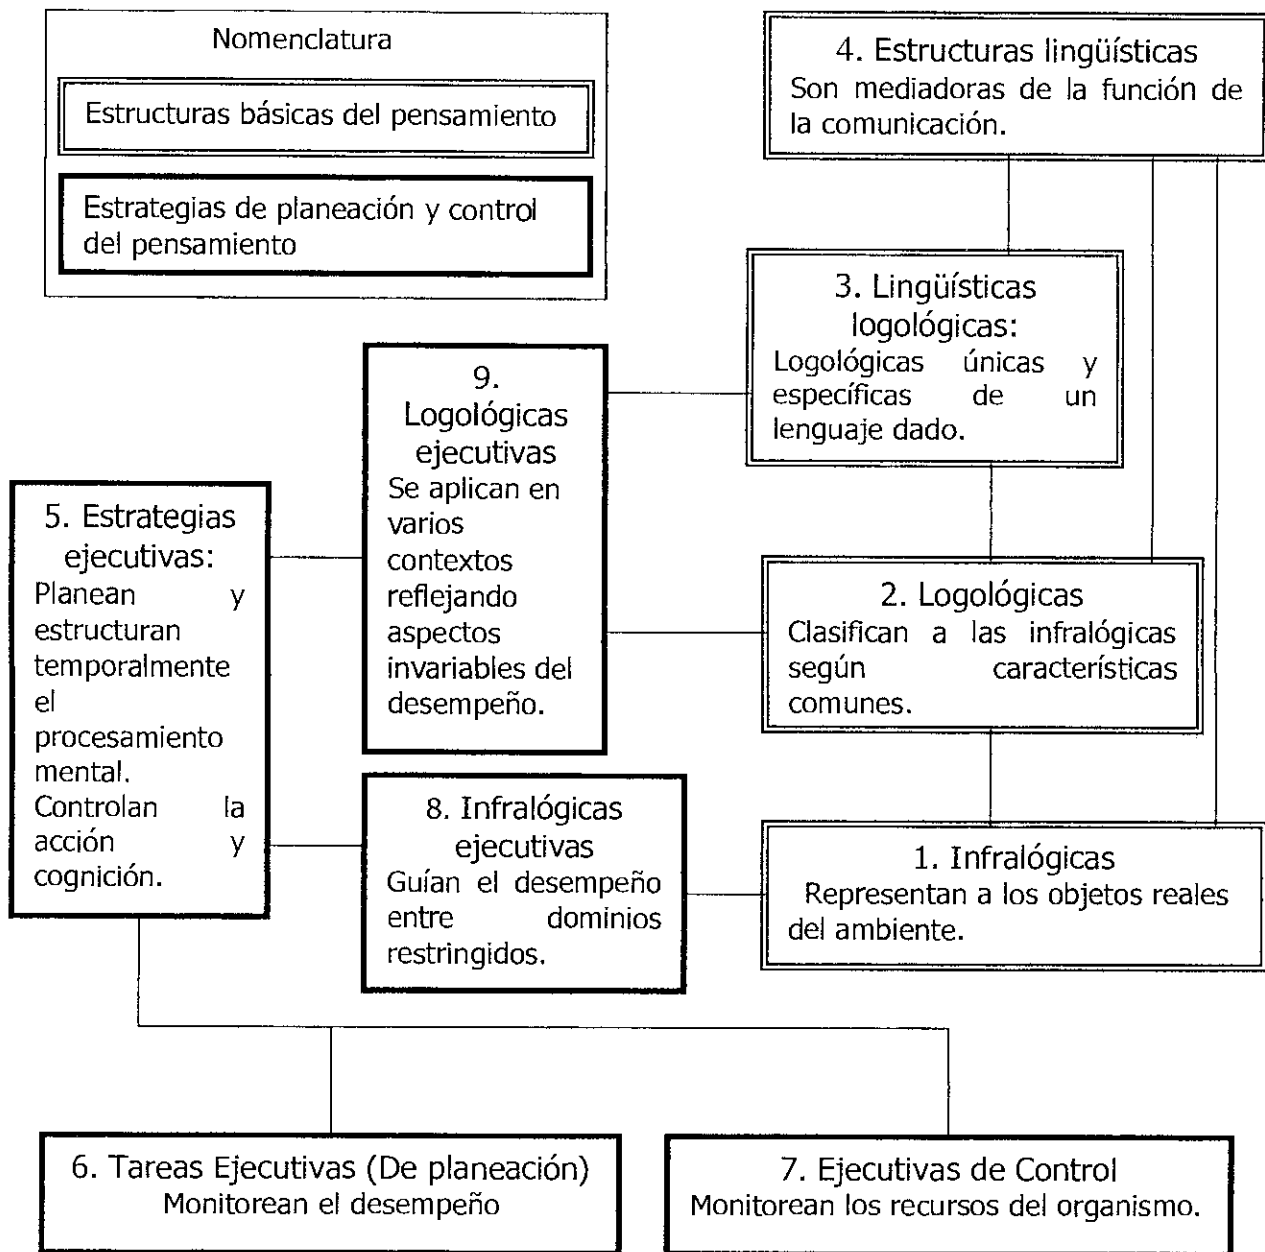 Nomenclatura
Estructuras básicas del pensamiento
Estrategias de planeación y control
del pensamiento
4. Estructuras lingüísticas
Son mediadoras de la función de
la comunicación.
3. Lingüísticas
logológicas:
Logológicas únicas y
específicas de un
lenguaje dado.
9.
Logológicas
ejecutivas
Se aplican en
varios
contextos
reflejando
aspectos
invariables del
desempeño.
5. Estrategias
ejecutivas:
Planean y
estructuran
temporalmente
el
procesamiento
mental.
Controlan la
acción y
cognición.
2. Logológicas
Clasifican a las infralógicas
según características
comunes.
8. Infralógicas
ejecutivas
Guían el desempeño
entre dominios
restringidos.
1. Infralógicas
Representan a los objetos reales
del ambiente.
6. Tareas Ejecutivas (De planeación)
Monitorean el desempeño
7. Ejecutivas de Control
Monitorean los recursos del organismo.